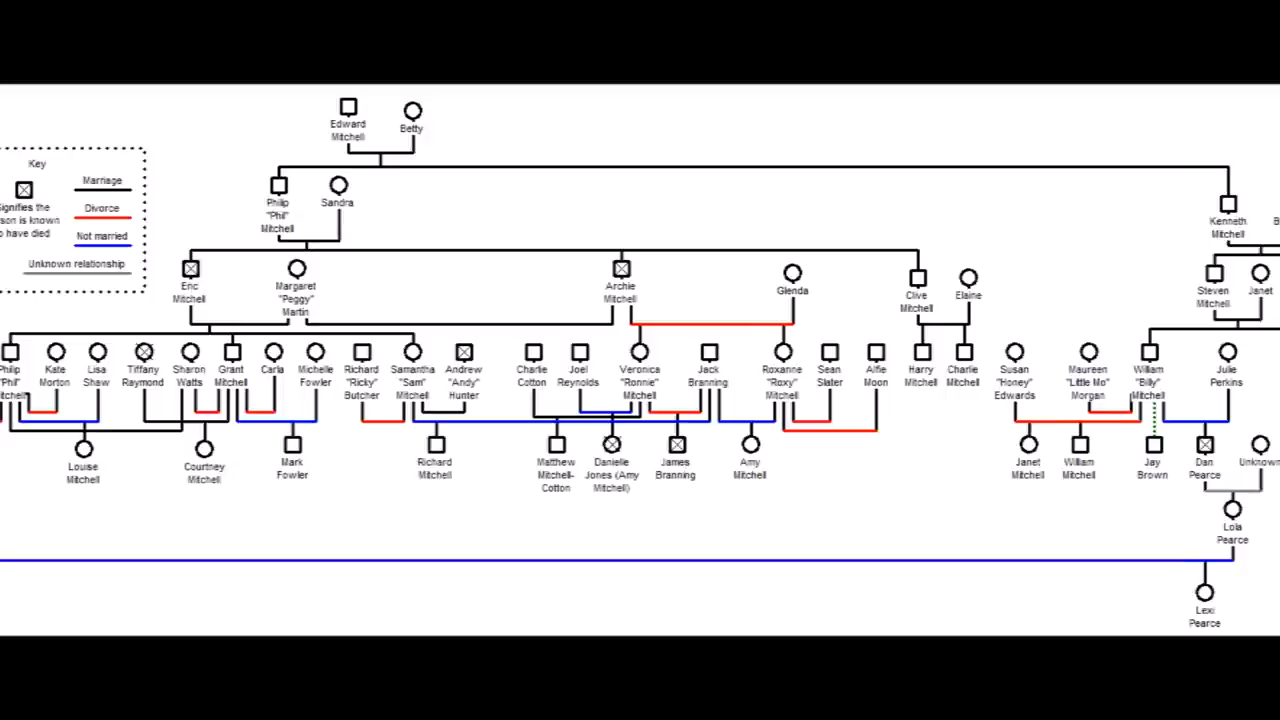 Edward
Mitchell
Betty
Key
Marriage
signifies the
rson is known
o have died
Divorce
Not married
Unknown relationship
Philip
"Phil"
Mitchell
Sandra
Kenneth
Mitchell
B
Eric
Mitchell
Margaret
"Peggy"
Martin
Archie
Mitchell
Glenda
Clive
Mitchell
Elaine
Steven
Mitchell
Janet
Philip
"Phil"
Mitchell
Kate
Morton
Lisa
Shaw
Tiffany
Raymond
Sharon
Watts
Grant
Mitchell
Carla
Michelle
Fowler
Richard
"Ricky"
Butcher
Samantha
"Sam"
Mitchell
Andrew
"Andy"
Hunter
Charlie
Cotton
Joel
Reynolds
Veronica
"Ronnie"
Mitchell
Jack
Branning
Roxanne
"Roxy"
Mitchell
Sean
Slater
Alfie
Moon
Harry
Mitchell
Charlie
Mitchell
Susan
"Honey"
Edwards
Maureen
"Little Mo"
Morgan
William
"Billy"
Mitchell
Julie
Perkins
Louise
Mitchell
Courtney
Mitchell
Mark
Fowler
Richard
Mitchell
Matthew
Mitchell-
Cotton
Danielle
Jones (Amy
Mitchell)
James
Branning
Amy
Mitchell
Janet
Mitchell
William
Mitchell
Jay
Brown
Dan
Pearce
Unknown
Lola
Pearce
Lexi
Pearce